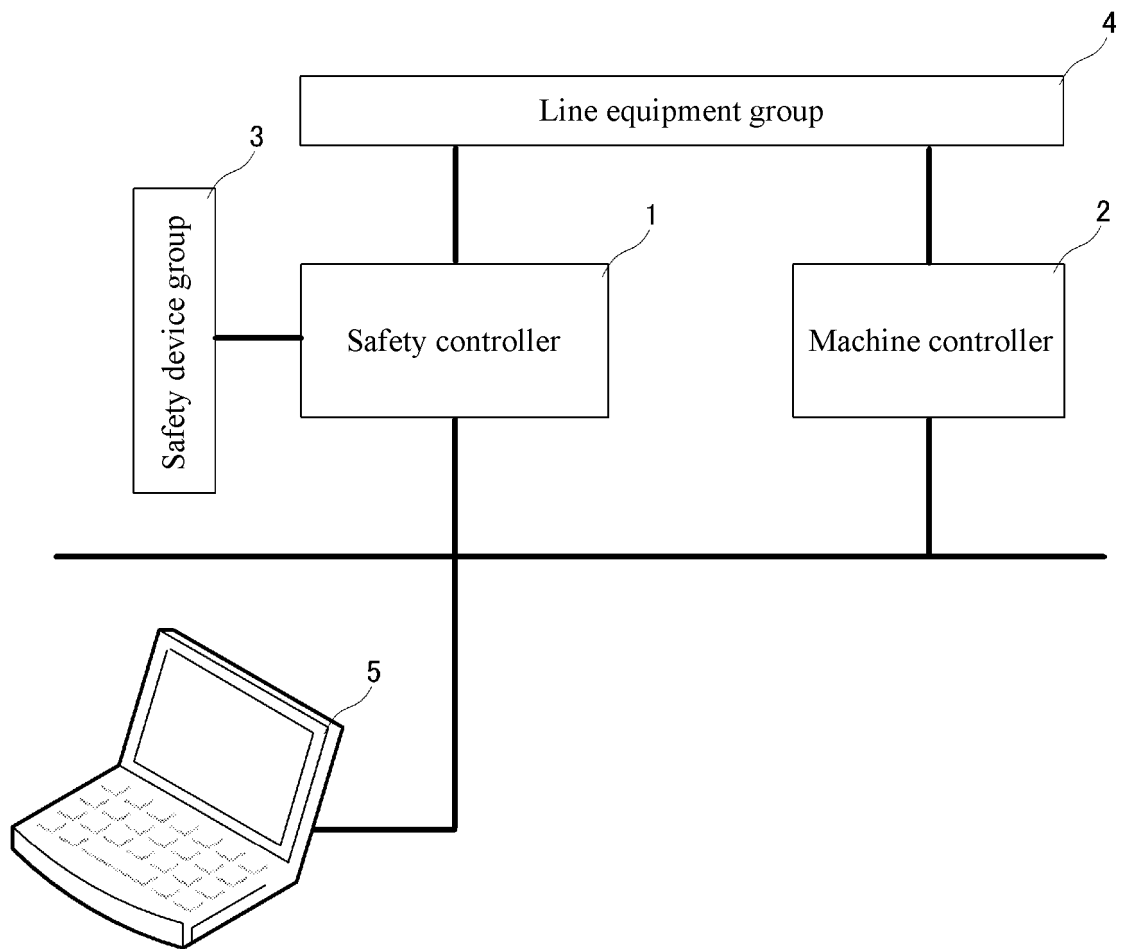 4
Line equipment group
3
Safety device group
1
Safety controller
2
Machine controller
5